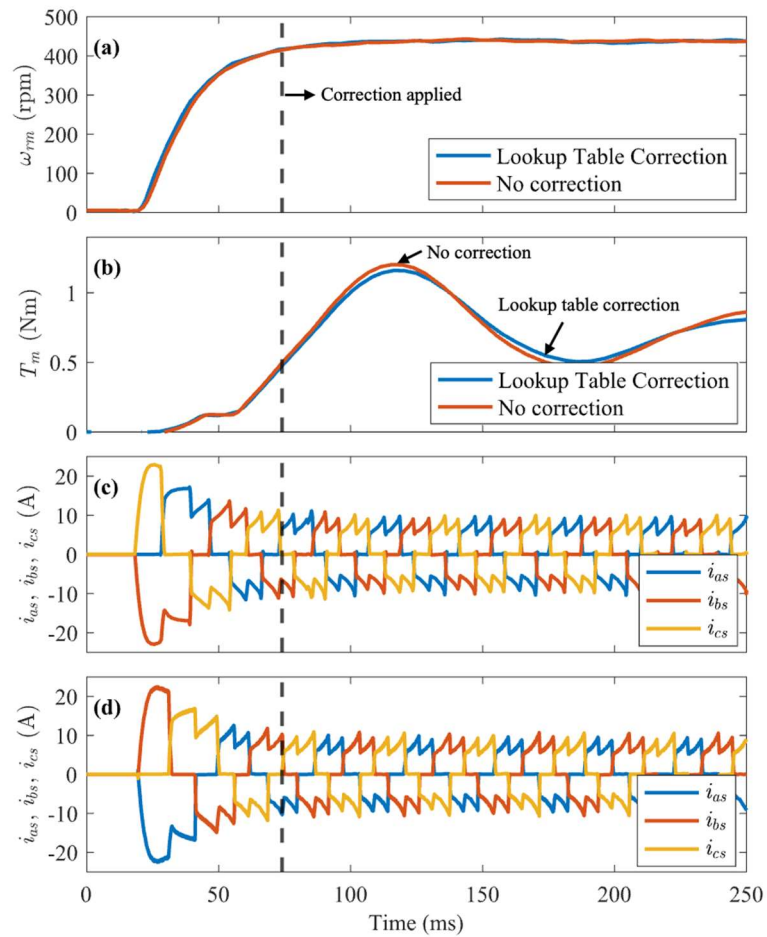 500
(a)
400
300
200
100
0
ω_rm (rpm)
Correction applied
Lookup Table Correction
No correction
(b)
1
0.5
0
T_m (Nm)
No correction
Lookup table correction
Lookup Table Correction
No correction
(c)
20
10
0
-10
-20
i_as, i_bs, i_cs (A)
i_as
i_bs
i_cs
(d)
20
10
0
-10
-20
i_as, i_bs, i_cs (A)
i_as
i_bs
i_cs
0 50 100 150 200 250
Time (ms)